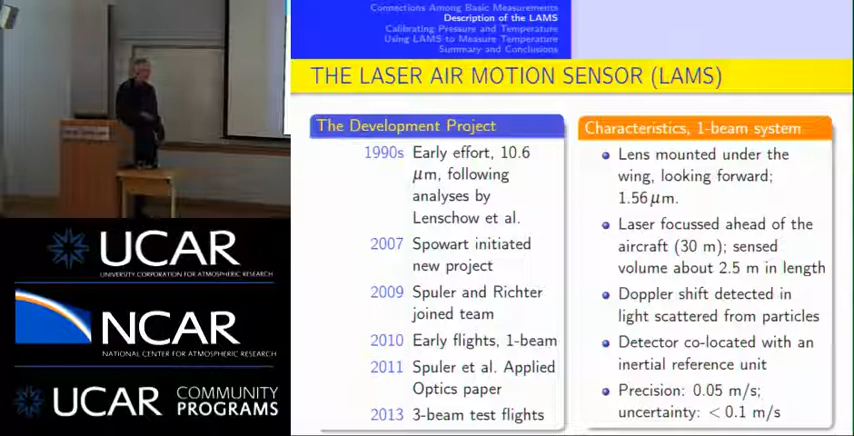 Connections Among Basic Measurements
Description of the LAMS
Calibrating Pressure and Temperature
Using LAMS to Measure Temperature
Summary and Conclusions
THE LASER AIR MOTION SENSOR (LAMS)
The Development Project
1990s Early effort, 10.6
μm, following
analyses by
Lenschow et al.
2007 Spowart initiated
new project
2009 Spuler and Richter
joined team
2010 Early flights, 1-beam
2011 Spuler et al. Applied
Optics paper
2013 3-beam test flights
Characteristics, 1-beam system
Lens mounted under the
wing, looking forward;
1.56 μm.
Laser focussed ahead of the
aircraft (30 m); sensed
volume about 2.5 m in length
Doppler shift detected in
light scattered from particles
Detector co-located with an
inertial reference unit
Precision: 0.05 m/s;
uncertainty: < 0.1 m/s
UCAR
UNIVERSITY CORPORATION FOR ATMOSPHERIC RESEARCH
NCAR
NATIONAL CENTER FOR ATMOSPHERIC RESEARCH
UCAR COMMUNITY
PROGRAMS